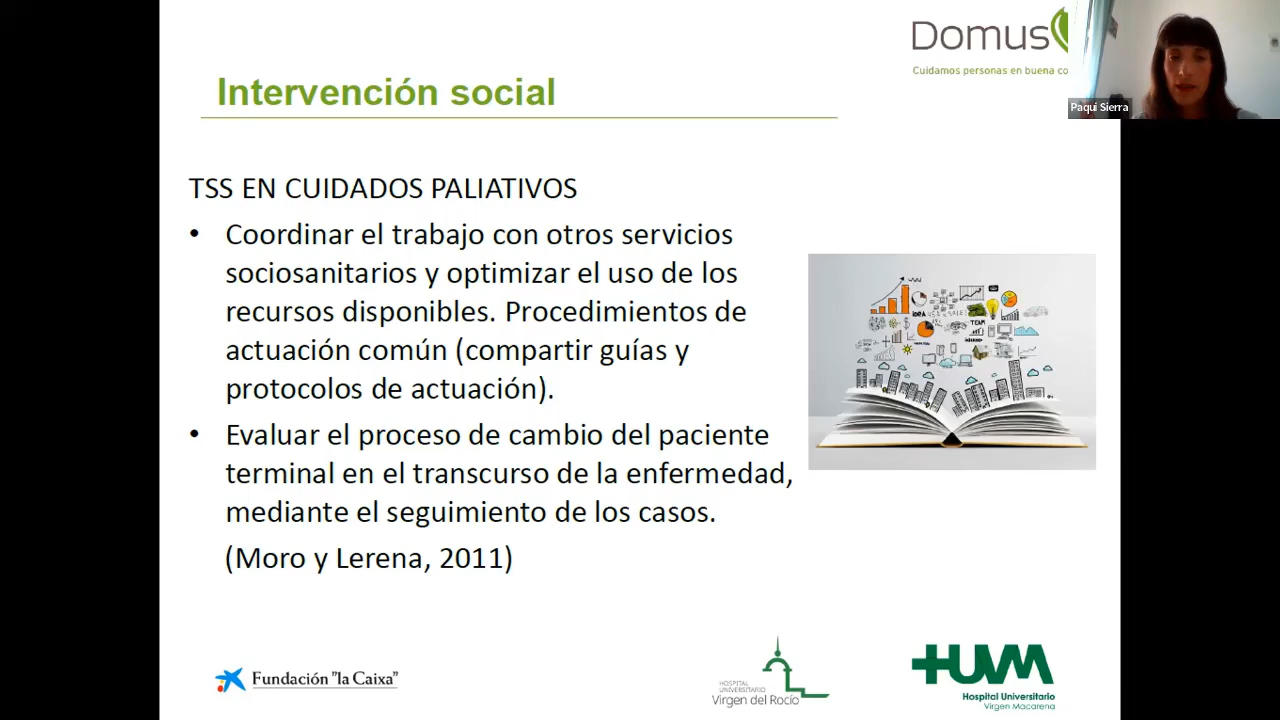 Domus
Cuidamos personas en buena co
Paqui Sierra
Intervención social
TSS EN CUIDADOS PALIATIVOS
• Coordinar el trabajo con otros servicios
sociosanitarios y optimizar el uso de los
recursos disponibles. Procedimientos de
actuación común (compartir guías y
protocolos de actuación).
• Evaluar el proceso de cambio del paciente
terminal en el transcurso de la enfermedad,
mediante el seguimiento de los casos.
(Moro y Lerena, 2011)
IDEA
TEAM
Fundación "la Caixa"
HOSPITAL
UNIVERSITARIO
Virgen del Rocío
HUVM
Hospital Universitario
Virgen Macarena